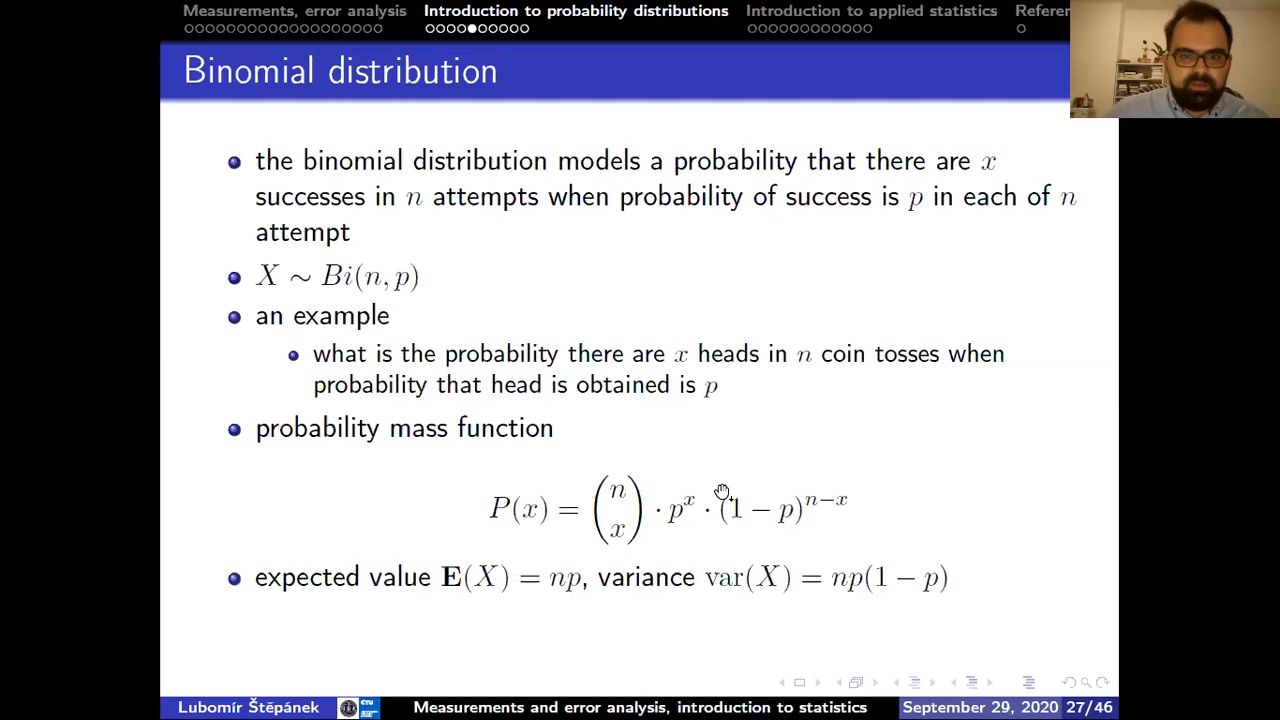 Measurements, error analysis Introduction to probability distributions Introduction to applied statistics Refere
Binomial distribution
the binomial distribution models a probability that there are x
successes in n attempts when probability of success is p in each of n
attempt
X ∼ Bi(n, p)
an example
what is the probability there are x heads in n coin tosses when
probability that head is obtained is p
probability mass function
P(x) = (n x) · p^x · (1 − p)^{n−x}
expected value E(X) = np, variance var(X) = np(1 − p)
Lubomír Štěpánek CTU Measurements and error analysis, introduction to statistics September 29, 2020 27/46